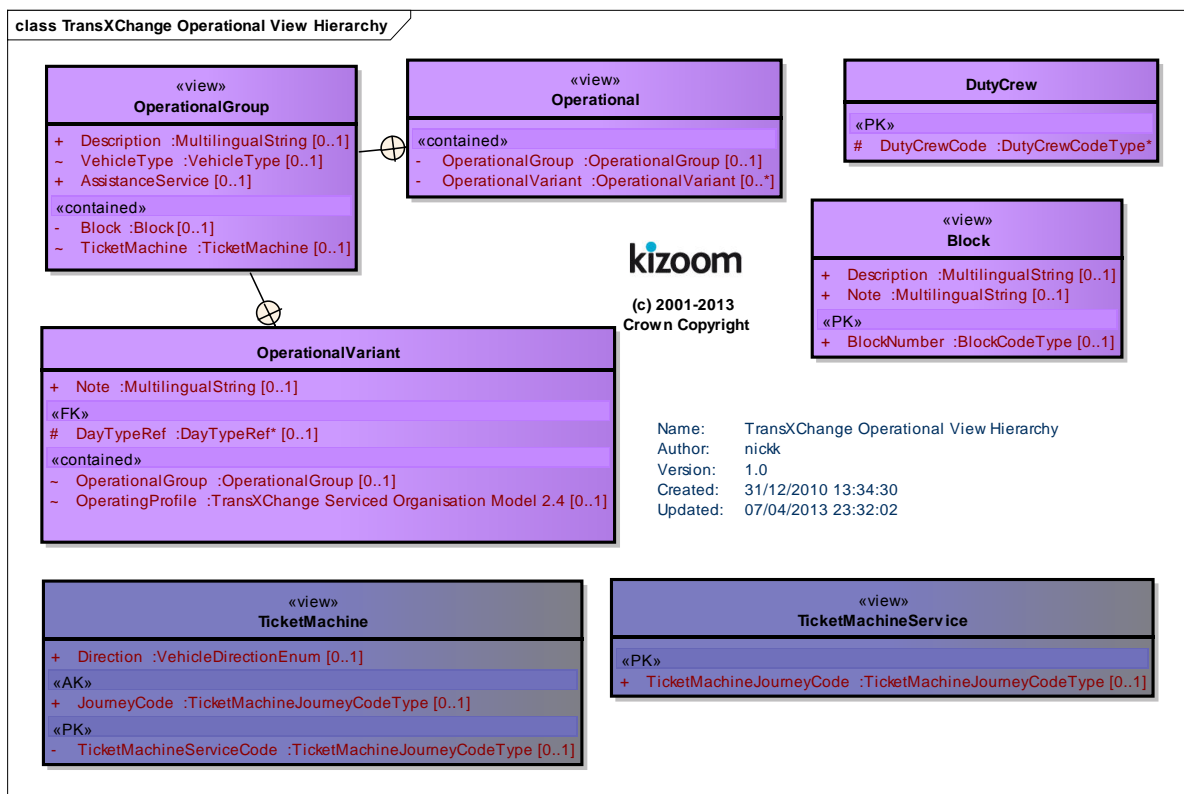 class TransXChange Operational View Hierarchy
«view»
OperationalGroup
+ Description :MultilingualString [0..1]
~ VehicleType :VehicleType [0..1]
+ AssistanceService [0..1]
«contained»
- Block :Block [0..1]
~ TicketMachine :TicketMachine [0..1]
«view»
Operational
«contained»
- OperationalGroup :OperationalGroup [0..1]
- OperationalVariant :OperationalVariant [0..*]
DutyCrew
«PK»
# DutyCrewCode :DutyCrewCodeType*
«view»
Block
+ Description :MultilingualString [0..1]
+ Note :MultilingualString [0..1]
«PK»
+ BlockNumber :BlockCodeType [0..1]
kizoom
(c) 2001-2013
Crown Copyright
OperationalVariant
+ Note :MultilingualString [0..1]
«FK»
# DayTypeRef :DayTypeRef* [0..1]
«contained»
~ OperationalGroup :OperationalGroup [0..1]
~ OperatingProfile :TransXChange Serviced Organisation Model 2.4 [0..1]
Name: TransXChange Operational View Hierarchy
Author: nickk
Version: 1.0
Created: 31/12/2010 13:34:30
Updated: 07/04/2013 23:32:02
«view»
TicketMachine
+ Direction :VehicleDirectionEnum [0..1]
«AK»
+ JourneyCode :TicketMachineJourneyCodeType [0..1]
«PK»
- TicketMachineServiceCode :TicketMachineJourneyCodeType [0..1]
«view»
TicketMachineService
«PK»
+ TicketMachineJourneyCode :TicketMachineJourneyCodeType [0..1]